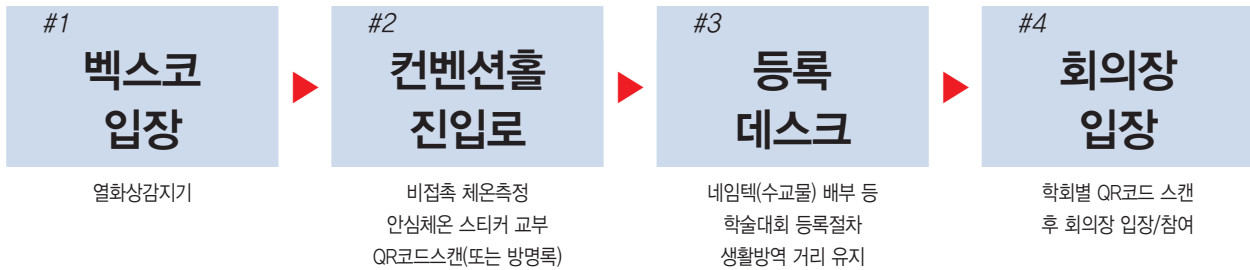 #1
벡스코
입장
열화상감지기
#2
컨벤션홀
진입로
비접촉 체온측정
안심체온 스티커 교부
QR코드스캔(또는 방명록)
#3
등록
데스크
네임텍(수교물) 배부 등
학술대회 등록절차
생활방역 거리 유지
#4
회의장
입장
학회별 QR코드 스캔
후 회의장 입장/참여